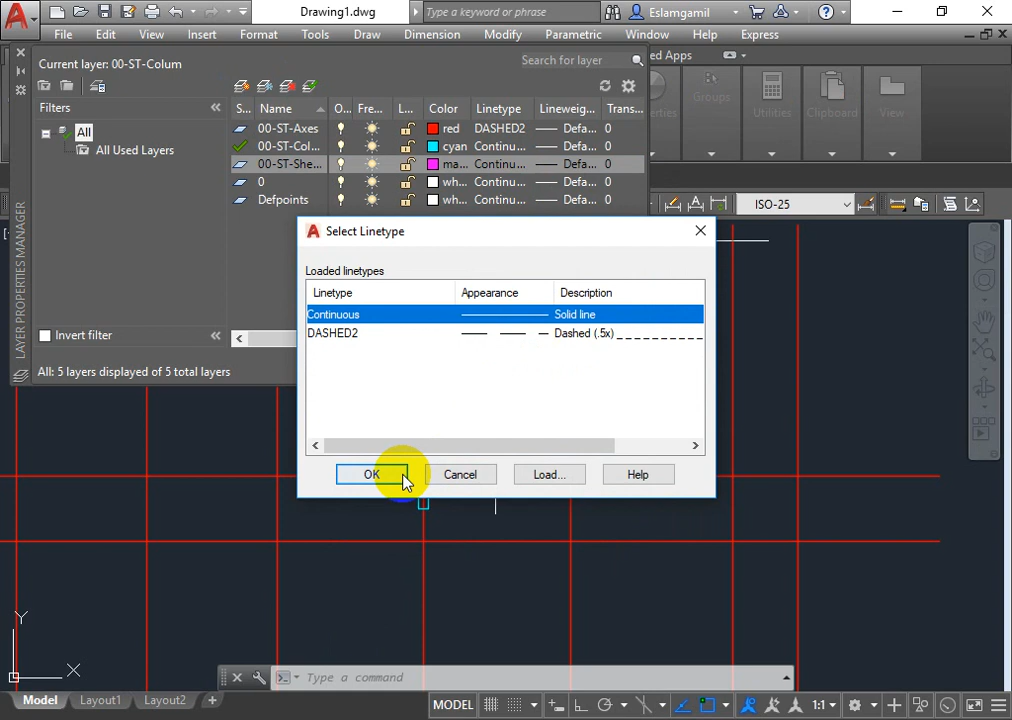 Drawing1.dwg
Type a keyword or phrase
Eslamgamil
File Edit View Insert Format Tools Draw Dimension Modify Parametric Window Help Express
Current layer: 00-ST-Colum
Search for layer
Filters
S... Name O.. Fre... L... Color Linetype Lineweig... Trans...
All
All Used Layers
00-ST-Axes red DASHED2 Defa... 0
00-ST-Col... cyan Continu... Defa... 0
00-ST-She... ma... Continu... Defa... 0
0 wh... Continu... Defa... 0
Defpoints wh... Continu... Defa... 0
Invert filter
All: 5 layers displayed of 5 total layers
LAYER PROPERTIES MANAGER
ed Apps
erties
Groups
Utilities
Clipboard
View
ISO-25
Select Linetype
Loaded linetypes
Linetype Appearance Description
Continuous Solid line
DASHED2 Dashed (.5x) _ _ _ _ _ _ _ _ _ _ _
OK Cancel Load... Help
Y
X
Type a command
Model Layout1 Layout2 +
MODEL 1:1